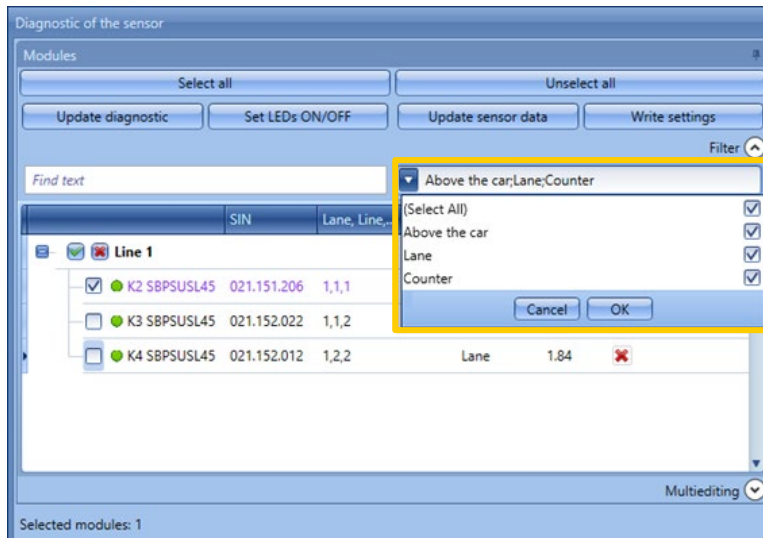 Diagnostic of the sensor
Modules
Select all
Unselect all
Update diagnostic
Set LEDs ON/OFF
Update sensor data
Write settings
Filter
Find text
Above the car;Lane;Counter
(Select All)
Above the car
Lane
Counter
Cancel
OK
SIN
Lane, Line,...
Line 1
K2 SBPSUSL45 021.151.206 1,1,1
K3 SBPSUSL45 021.152.022 1,1,2
K4 SBPSUSL45 021.152.012 1,2,2 Lane 1.84
Multiediting
Selected modules: 1